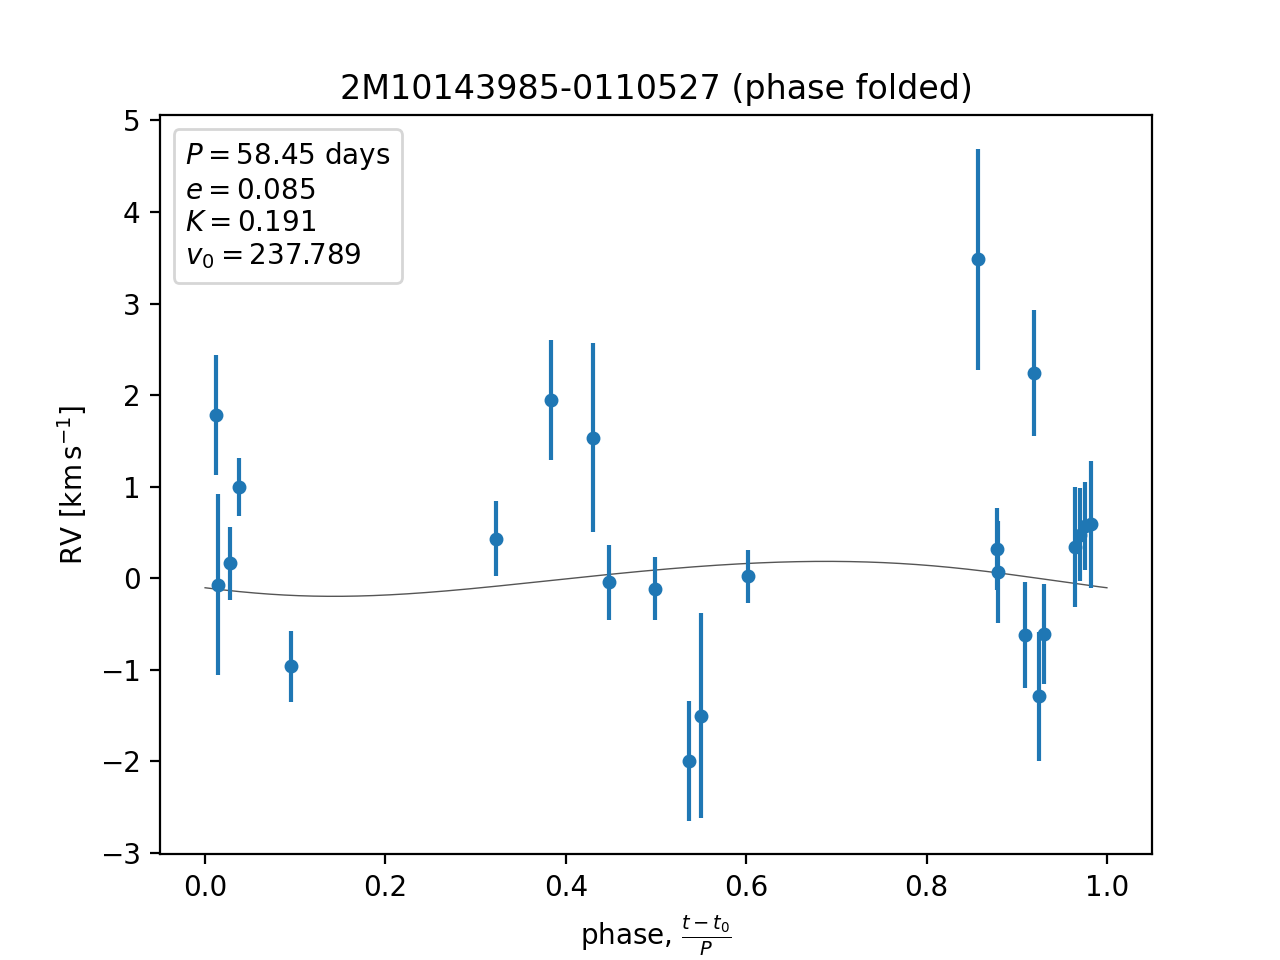 2M10143985-0110527 (phase folded)
P = 58.45 days
e = 0.085
K = 0.191
v₀ = 237.789
5
4
3
2
1
0
−1
−2
−3
RV [km s⁻¹]
0.0 0.2 0.4 0.6 0.8 1.0
phase, (t − t₀)/P